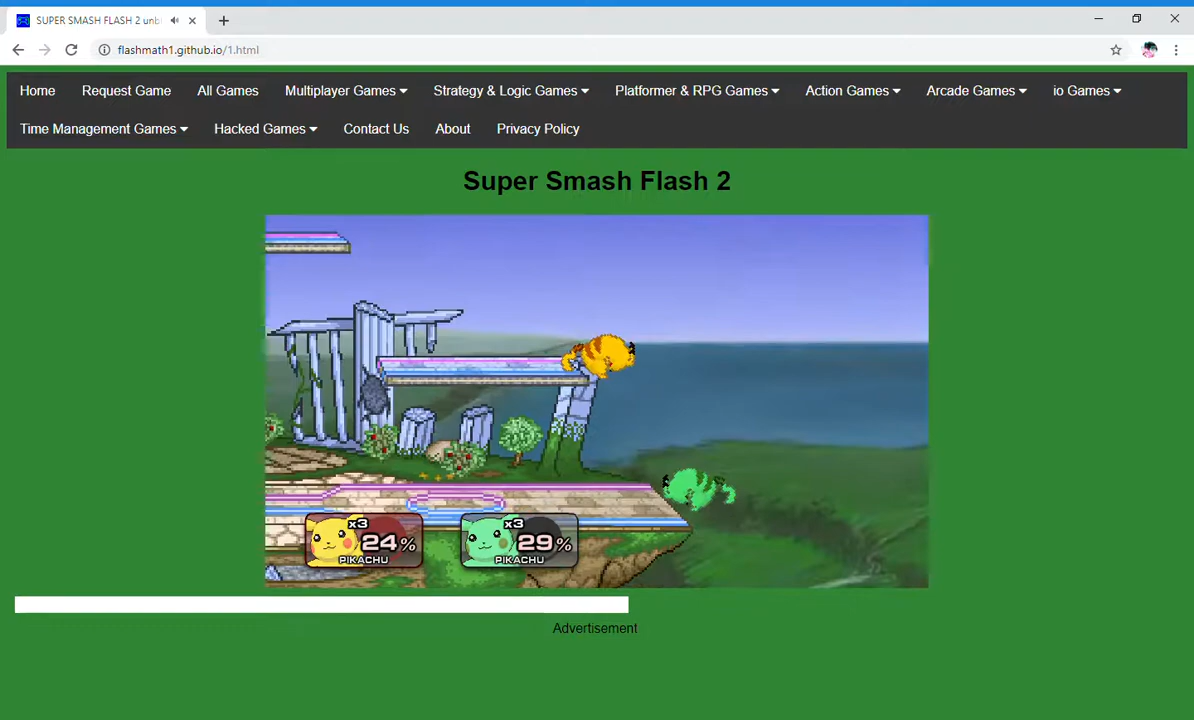 SUPER SMASH FLASH 2 unb
flashmath1.github.io/1.html
Home Request Game All Games Multiplayer Games Strategy & Logic Games Platformer & RPG Games Action Games Arcade Games io Games
Time Management Games Hacked Games Contact Us About Privacy Policy
Super Smash Flash 2
x3 x3
24% 29%
PIKACHU PIKACHU
Advertisement